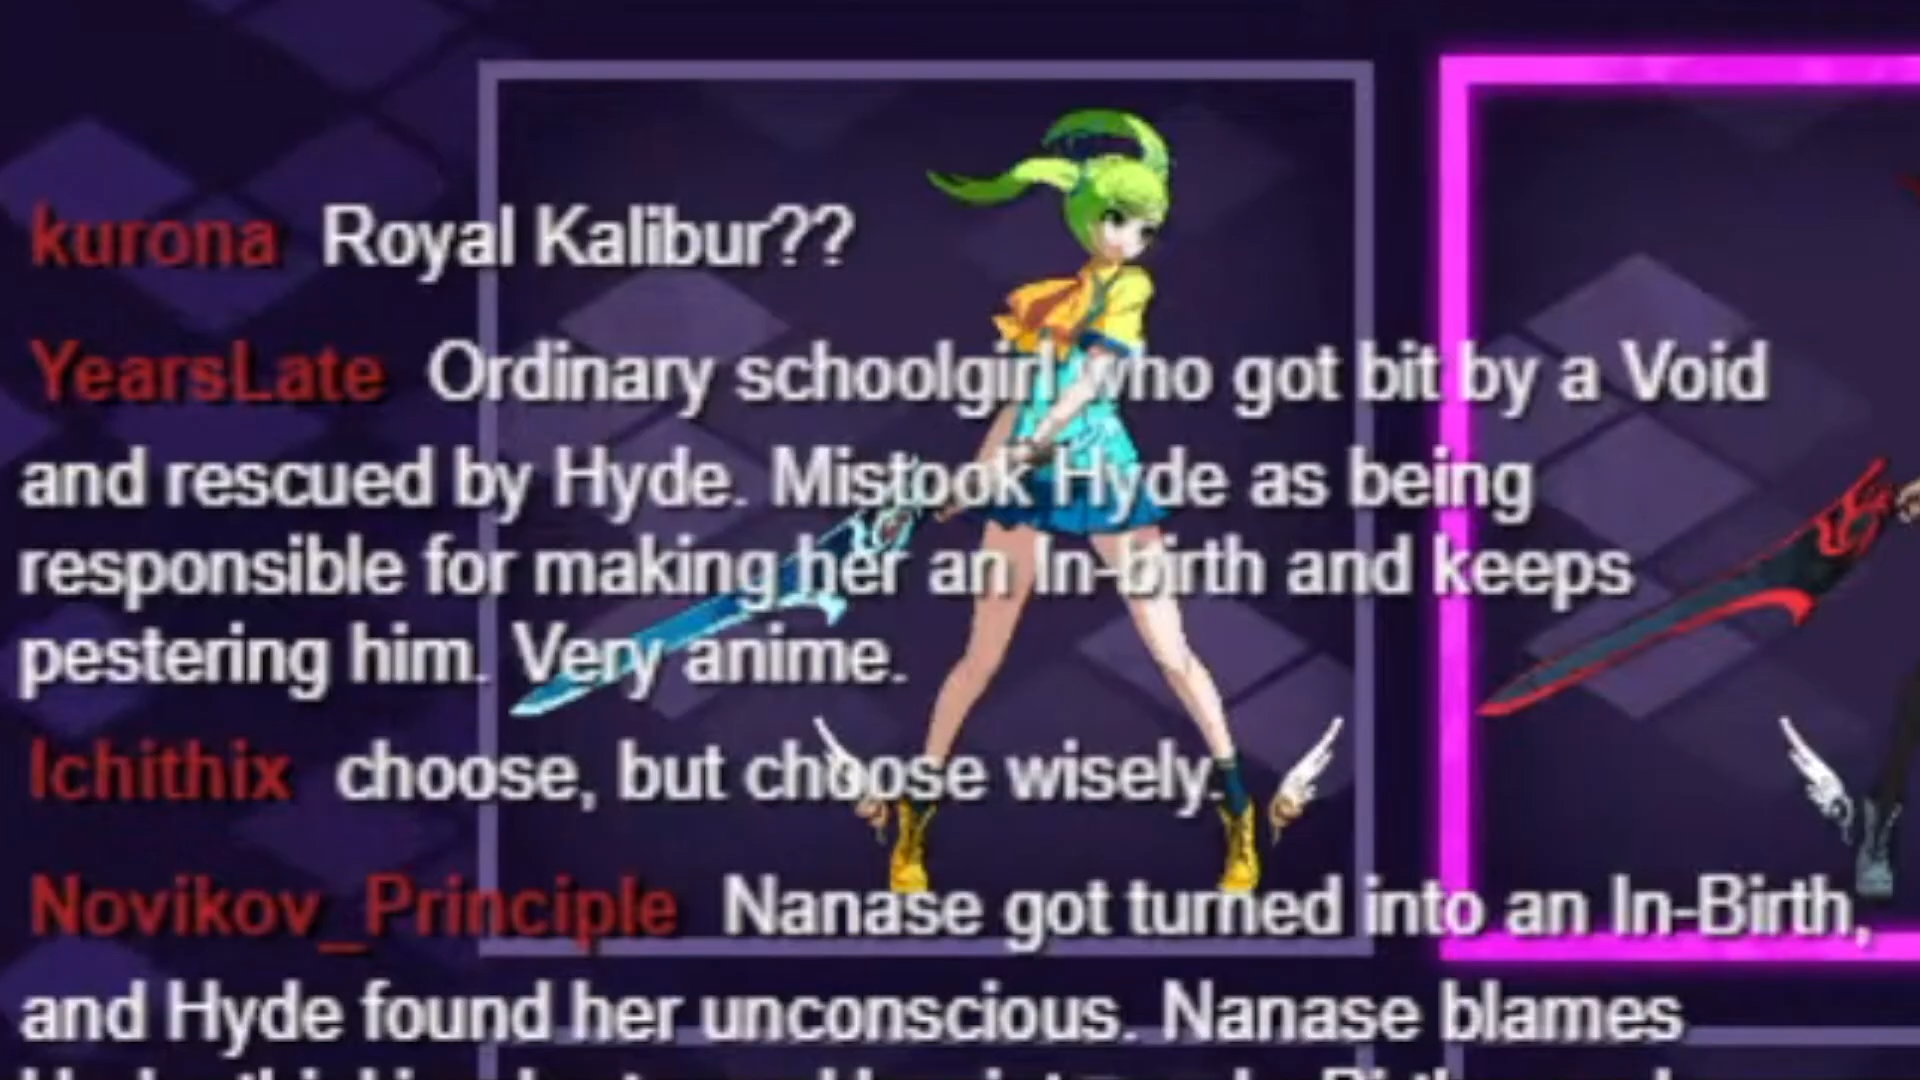 kurona Royal Kalibur??
YearsLate Ordinary schoolgirl who got bit by a Void
and rescued by Hyde. Mistook Hyde as being
responsible for making her an In-birth and keeps
pestering him. Very anime.
Ichithix choose, but choose wisely.
Novikov_Principle Nanase got turned into an In-Birth,
and Hyde found her unconscious. Nanase blames